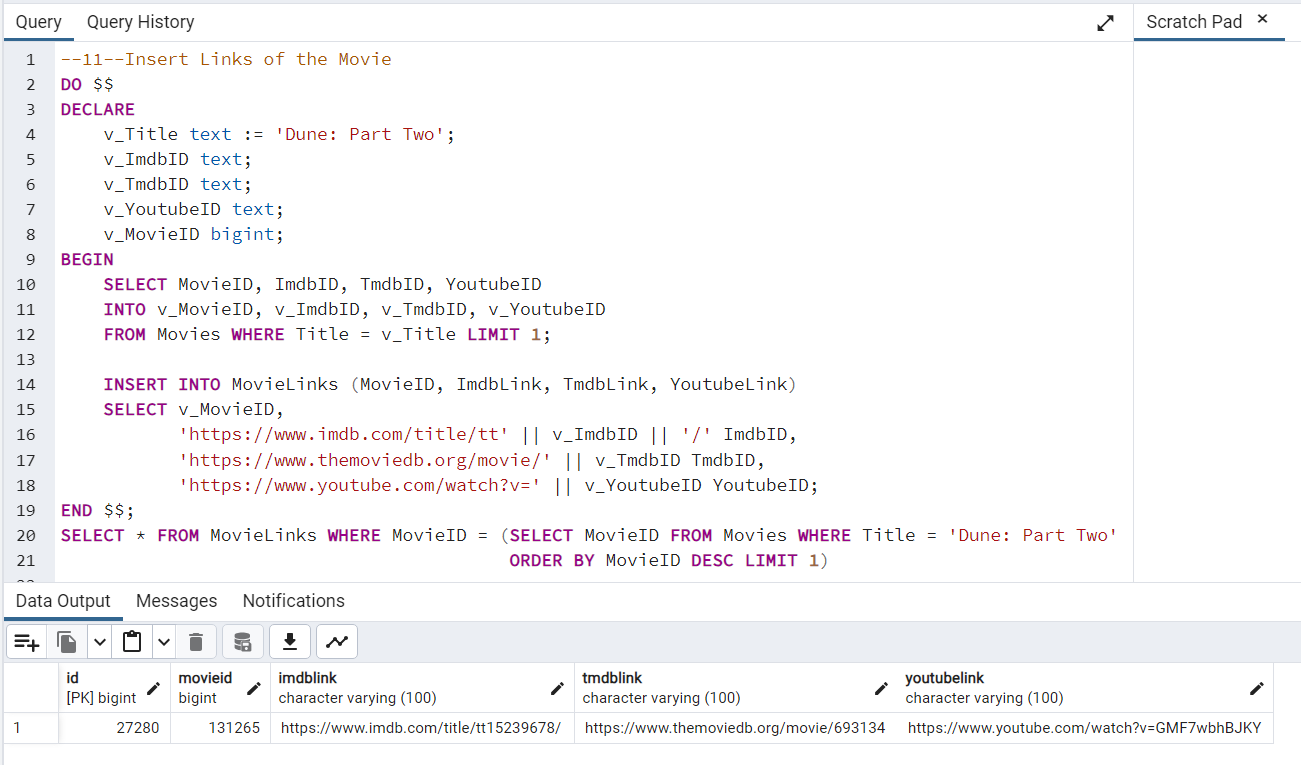 Query Query History Scratch Pad ×
1 --11--Insert Links of the Movie
2 DO $$
3 DECLARE
4 v_Title text := 'Dune: Part Two';
5 v_ImdbID text;
6 v_TmdbID text;
7 v_YoutubeID text;
8 v_MovieID bigint;
9 BEGIN
10 SELECT MovieID, ImdbID, TmdbID, YoutubeID
11 INTO v_MovieID, v_ImdbID, v_TmdbID, v_YoutubeID
12 FROM Movies WHERE Title = v_Title LIMIT 1;
13
14 INSERT INTO MovieLinks (MovieID, ImdbLink, TmdbLink, YoutubeLink)
15 SELECT v_MovieID,
16 'https://www.imdb.com/title/tt' || v_ImdbID || '/' ImdbID,
17 'https://www.themoviedb.org/movie/' || v_TmdbID TmdbID,
18 'https://www.youtube.com/watch?v=' || v_YoutubeID YoutubeID;
19 END $$;
20 SELECT * FROM MovieLinks WHERE MovieID = (SELECT MovieID FROM Movies WHERE Title = 'Dune: Part Two'
21 ORDER BY MovieID DESC LIMIT 1)
Data Output Messages Notifications
id movieid imdblink tmdblink youtubelink
[PK] bigint bigint character varying (100) character varying (100) character varying (100)
1 27280 131265 https://www.imdb.com/title/tt15239678/ https://www.themoviedb.org/movie/693134 https://www.youtube.com/watch?v=GMF7wbhBJKY